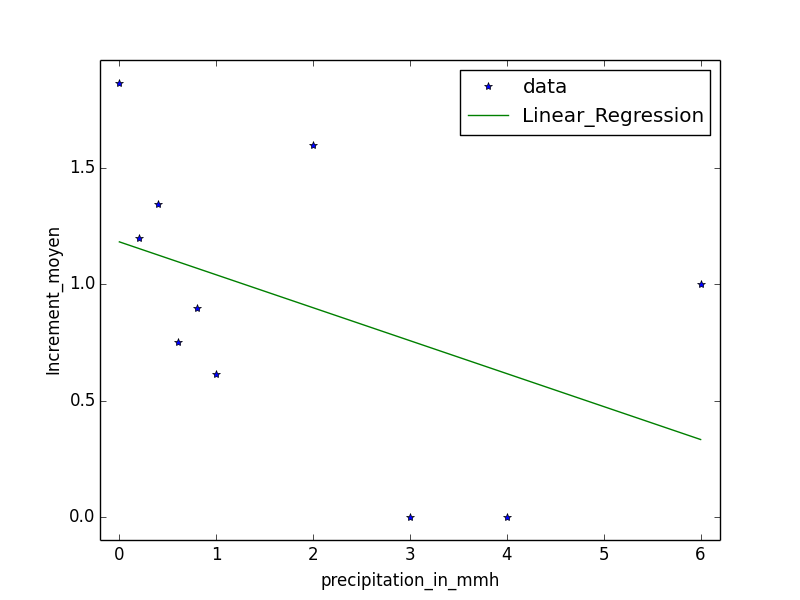 data
Linear_Regression
1.5
1.0
0.5
0.0
Increment_moyen
0 1 2 3 4 5 6
precipitation_in_mmh